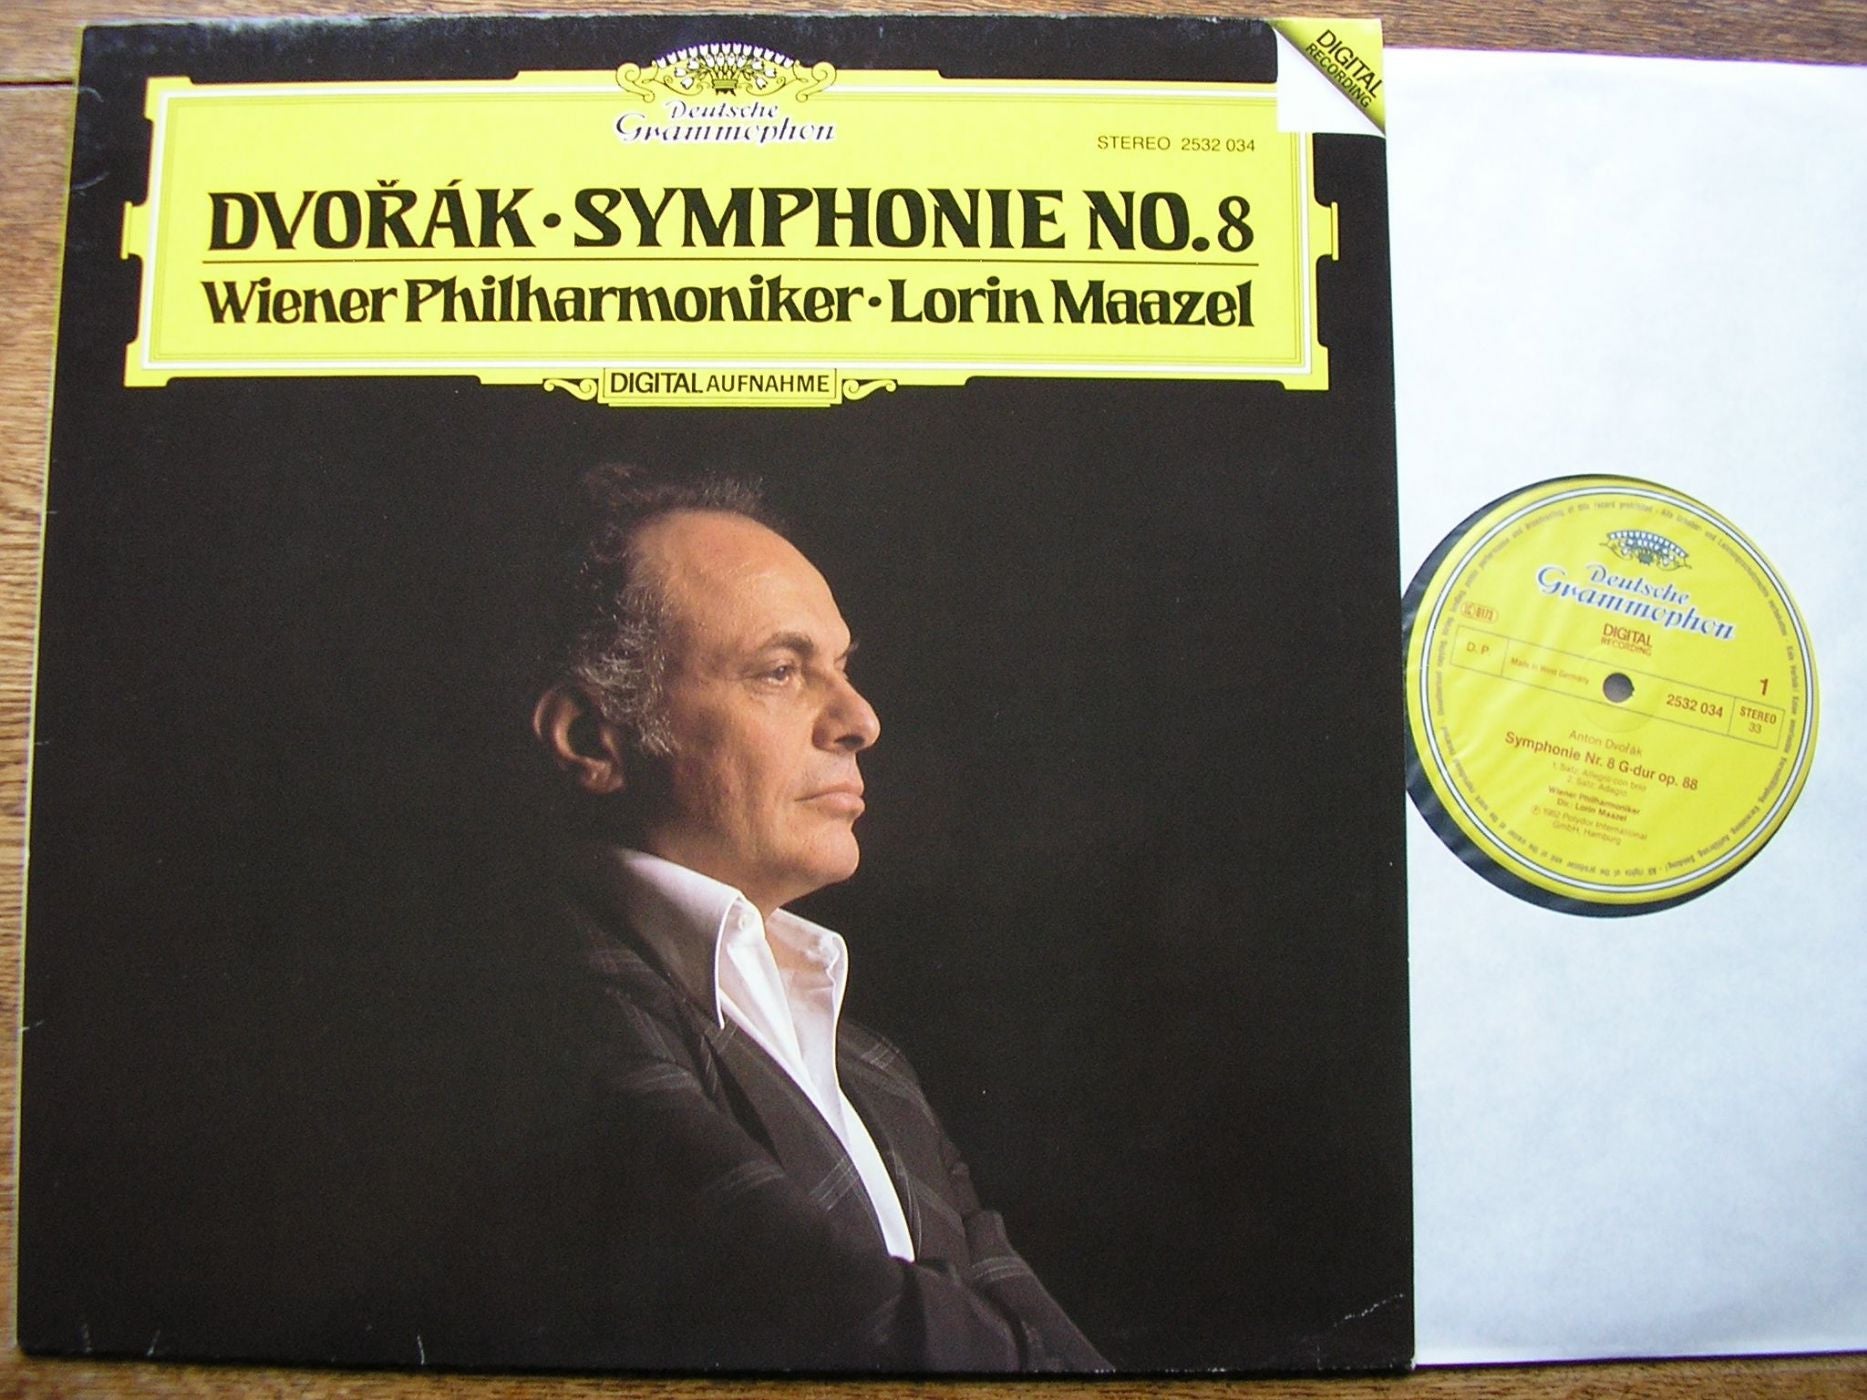 DIGITAL
RECORDING
Deutsche
Grammophon
STEREO 2532 034
DVOŘÁK · SYMPHONIE NO. 8
Wiener Philharmoniker · Lorin Maazel
DIGITAL AUFNAHME
Deutsche
Grammophon
DIGITAL
RECORDING
D. P.
Made in West Germany
2532 034
1
STEREO
33
Anton Dvořák
Symphonie Nr. 8 G-dur op. 88
1. Satz: Allegro con brio
2. Satz: Adagio
Wiener Philharmoniker
Dir.: Lorin Maazel
℗ 1982 Polydor International
GmbH, Hamburg